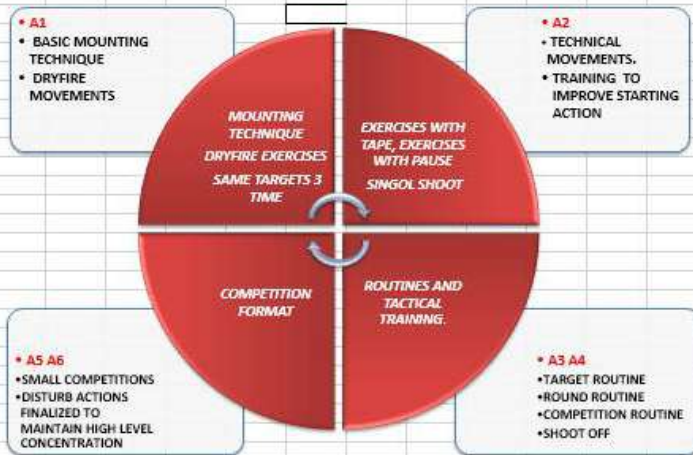 • A1
• BASIC MOUNTING
TECHNIQUE
• DRYFIRE
MOVEMENTS
• A2
• TECHNICAL
MOVEMENTS.
• TRAINING TO
IMPROVE STARTING
ACTION
MOUNTING
TECHNIQUE
DRYFIRE EXERCISES
SAME TARGETS 3
TIME
EXERCISES WITH
TAPE, EXERCISES
WITH PAUSE
SINGOL SHOOT
COMPETITION
FORMAT
ROUTINES AND
TACTICAL
TRAINING.
• A5 A6
•SMALL COMPETITIONS
•DISTURB ACTIONS
FINALIZED TO
MAINTAIN HIGH LEVEL
CONCENTRATION
• A3 A4
•TARGET ROUTINE
•ROUND ROUTINE
•COMPETITION ROUTINE
•SHOOT OFF